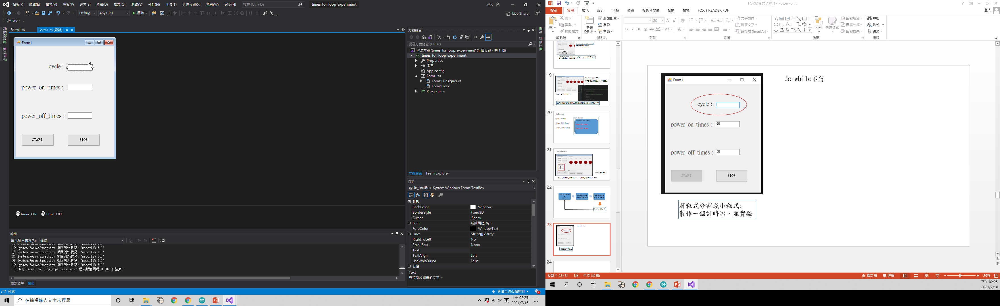 檔案(F) 編輯(E) 檢視(V) 專案(P) 建置(B) 偵錯(D) 格式(O) 測試(S) 分析(N) 工具(T) 延伸模組(X) 視窗(W) 說明(H) 搜尋 (Ctrl+Q) times_for_loop_experiment 登入
Debug Any CPU 開始 Live Share
vMicro
Form1.cs Form1.cs [設計]
Form1
cycle :
power_on_times :
power_off_times :
START STOP
timer_ON timer_OFF
輸出
顯示輸出來源(S): 偵錯
於 System.FormatException 擲回例外狀況: 'mscorlib.dll'
於 System.FormatException 擲回例外狀況: 'mscorlib.dll'
於 System.FormatException 擲回例外狀況: 'mscorlib.dll'
於 System.FormatException 擲回例外狀況: 'mscorlib.dll'
於 System.FormatException 擲回例外狀況: 'mscorlib.dll'
'[8660] times_for_loop_experiment.exe' 程式以返回碼 0 (0x0) 結束。
錯誤清單 輸出
就緒 新增至原始檔控制 2
在這裡輸入文字來搜尋
英 下午 02:25
2021/7/16
方案總管
搜尋方案總管 (Ctrl+;)
解決方案 'times_for_loop_experiment' (1 個專案，共 1 個)
times_for_loop_experiment
Properties
參考
App.config
Form1.cs
Form1.Designer.cs
Form1.resx
Program.cs
方案總管 Team Explorer
屬性
cycle_textBox System.Windows.Forms.TextBox
外觀
BackColor Window
BorderStyle Fixed3D
Cursor IBeam
Font 新細明體, 9pt
ForeColor WindowText
Lines String[] Array
RightToLeft No
ScrollBars None
Text
TextAlign Left
UseWaitCursor False
行為
Text
與控制項關聯的文字。
FORM程式了解_1 - PowerPoint
檔案 常用 插入 設計 切換 動畫 投影片放映 校閱 檢視 FOXIT READER PDF 登入
貼上 剪下 複製 複製格式 剪貼簿
新增投影片 版面配置 重設 章節 投影片
20 字型
文字方向 對齊文字 轉換成 SmartArt 段落
排列 快速樣式 圖案填滿 圖案外框 圖案效果 繪圖
尋找 取代 選取 編輯
19
20
Cycle : text
Start : button
Timer_ON : Timer
Timer_OFF : Timer
Start : button
21
22
23
24
Form1
cycle :
power_on_times : 60
power_off_times : 50
START STOP
do while不行
將程式分割成小程式:
製作一個計時器，並實驗
投影片 23/31 中文 (台灣) 備忘稿 註解 89%
下午 02:25
2021/7/16